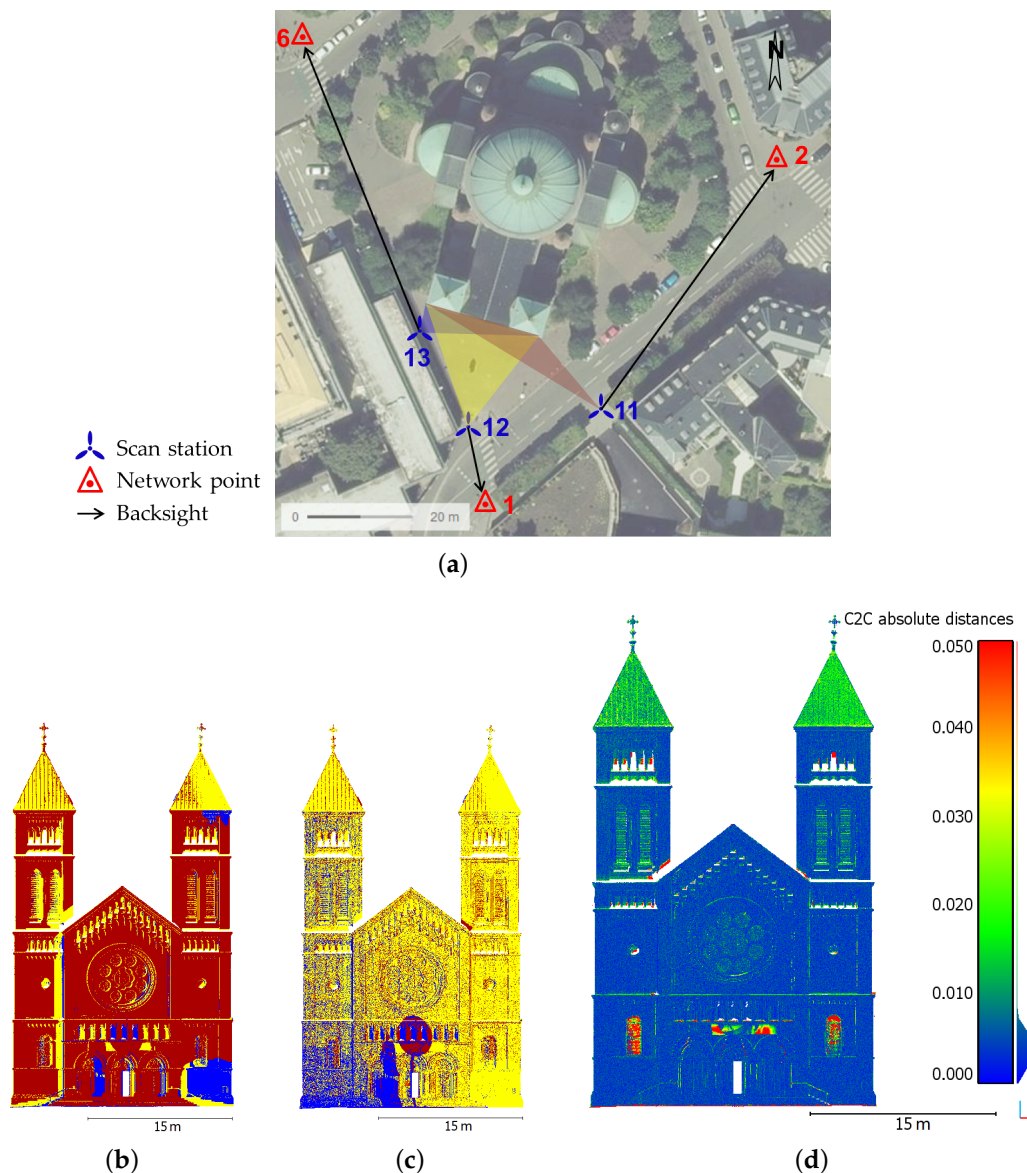 6
N
2
13
11
12
Scan station
Network point
Backsight
1
0 20 m
(a)
C2C absolute distances
0.050
0.040
0.030
0.020
0.010
0.000
15 m
15 m
15 m
(b)
(c)
(d)